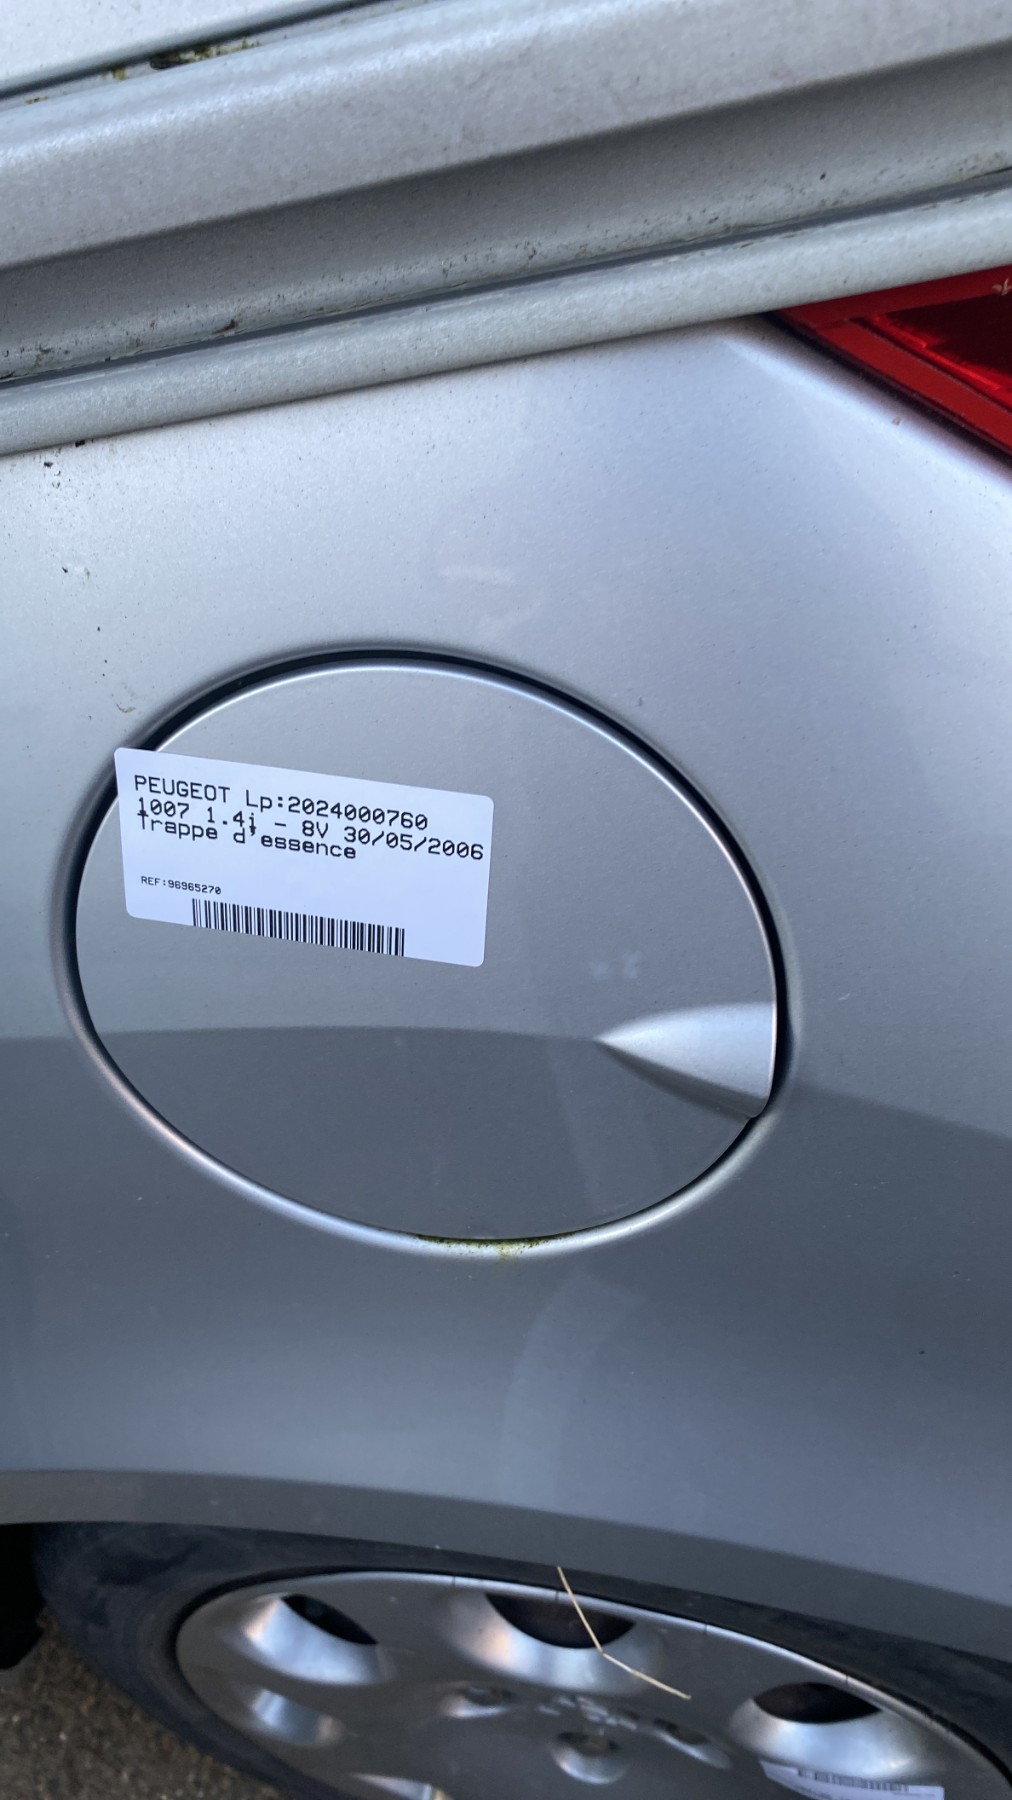 PEUGEOT Lp:2024000760
1007 1.4i - 8V 30/05/2006
Trappe d'essence
REF:96965270